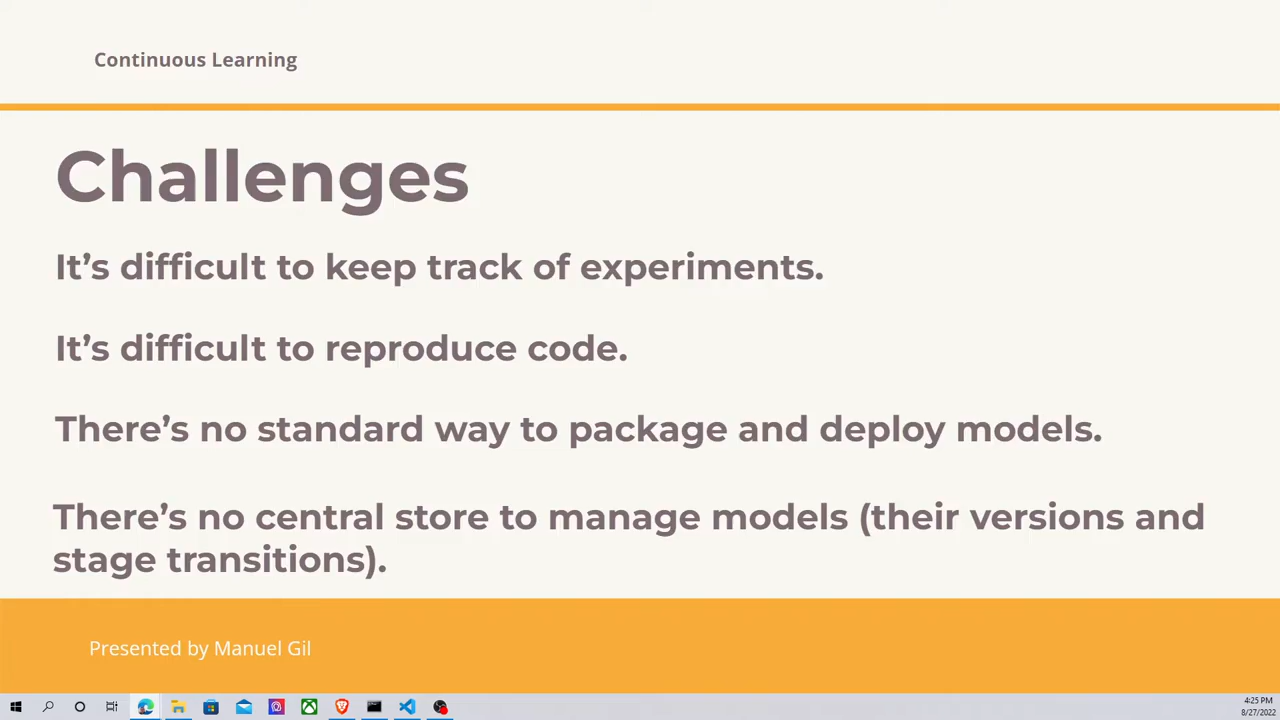 Continuous Learning
Challenges
It’s difficult to keep track of experiments.
It’s difficult to reproduce code.
There’s no standard way to package and deploy models.
There’s no central store to manage models (their versions and
stage transitions).
Presented by Manuel Gil
4:25 PM
8/27/2022